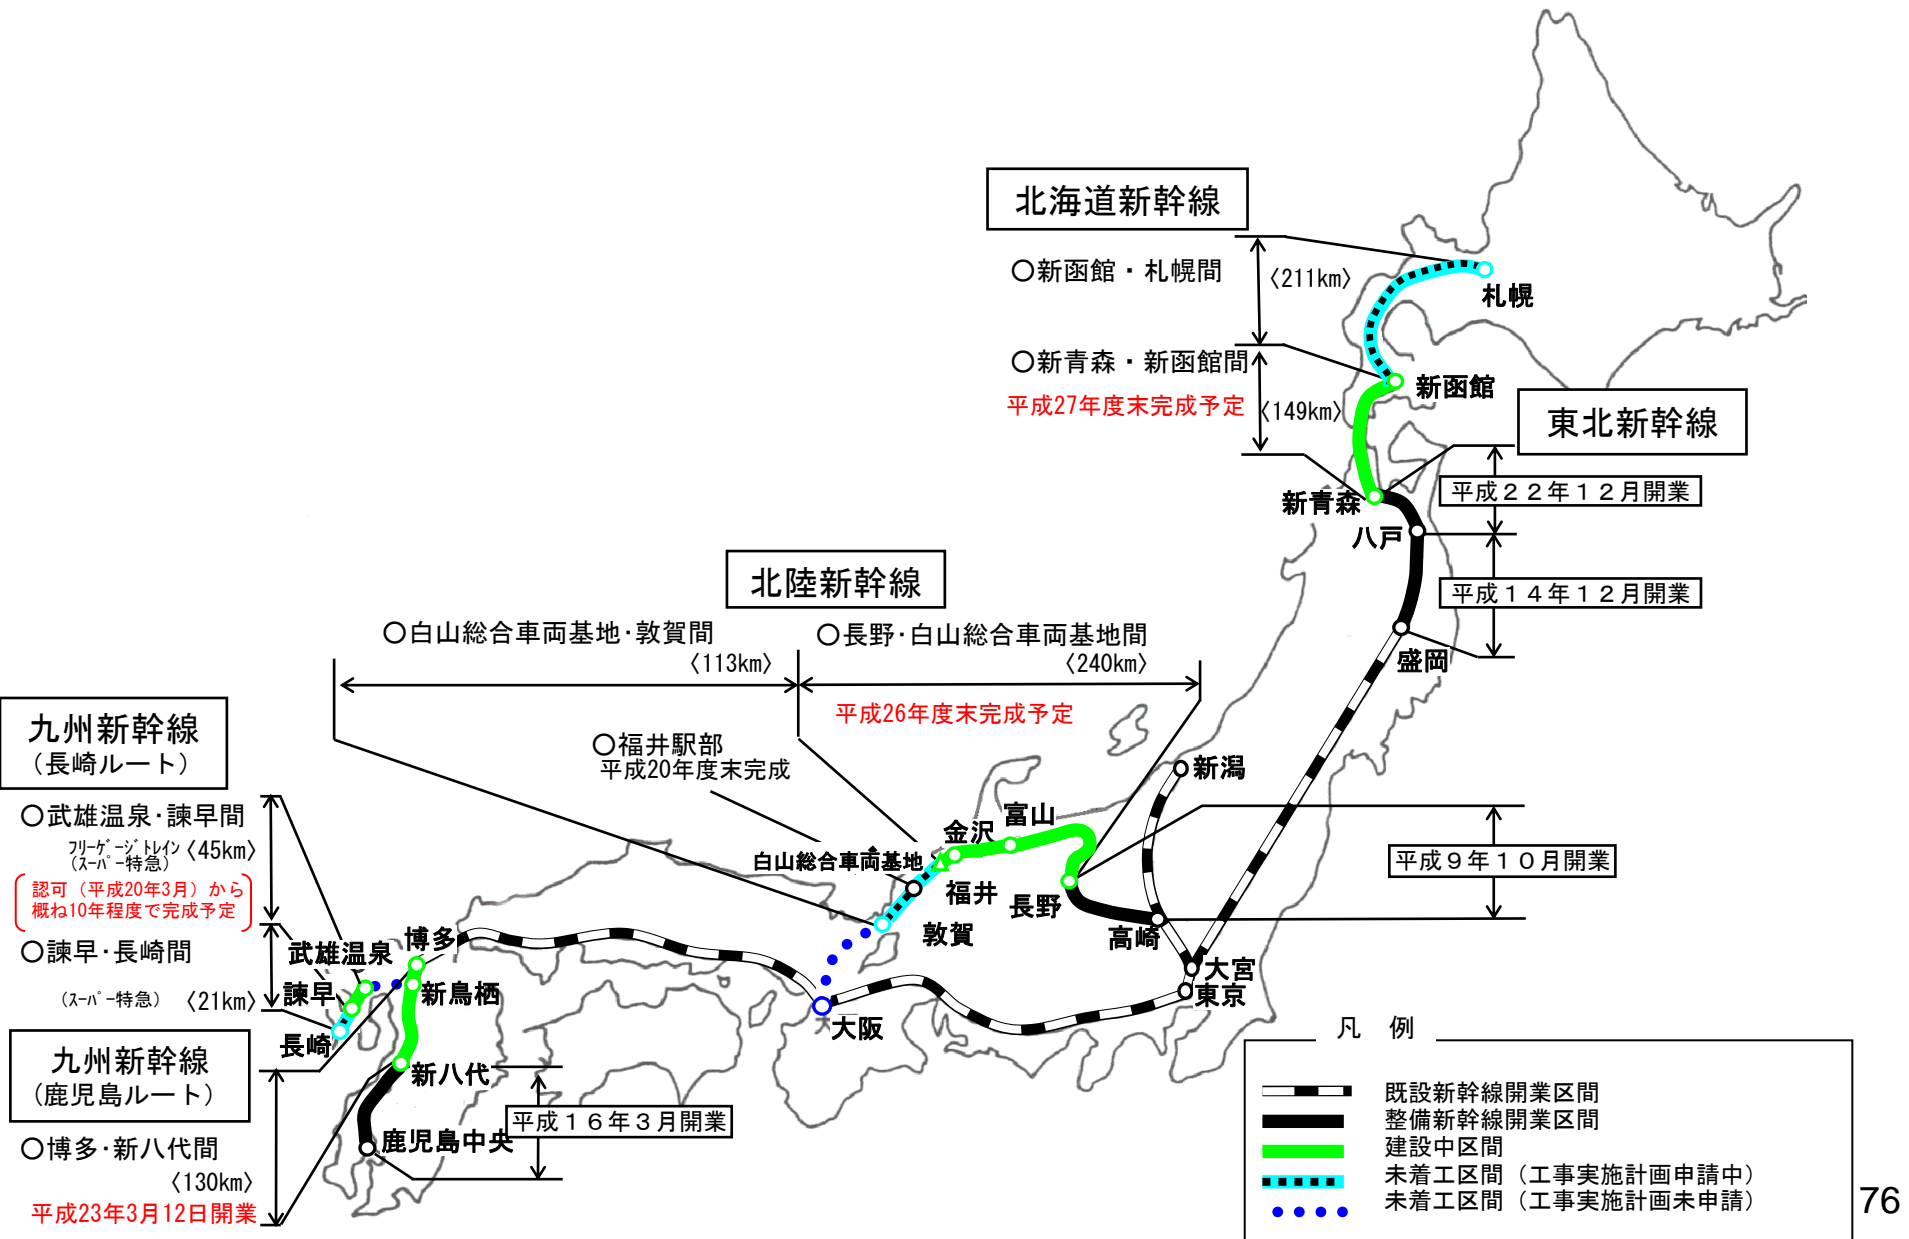 北海道新幹線
〇新函館・札幌間
〈211km〉
札幌
〇新青森・新函館間
平成27年度末完成予定
〈149km〉
新函館
東北新幹線
平成２２年１２月開業
新青森
八戸
平成１４年１２月開業
盛岡
北陸新幹線
〇白山総合車両基地・敦賀間
〈113km〉
〇長野・白山総合車両基地間
〈240km〉
平成26年度末完成予定
〇福井駅部
平成20年度末完成
新潟
富山
金沢
白山総合車両基地
福井
長野
敦賀
高崎
平成９年１０月開業
大宮
東京
大阪
九州新幹線
（長崎ルート）
〇武雄温泉・諫早間
ﾌﾘｰｹﾞｰｼﾞﾄﾚｲﾝ 〈45km〉
（ｽｰﾊﾟｰ特急）
認可（平成20年3月）から
概ね10年程度で完成予定
〇諫早・長崎間
（ｽｰﾊﾟｰ特急） 〈21km〉
武雄温泉
博多
諫早
新鳥栖
長崎
九州新幹線
（鹿児島ルート）
〇博多・新八代間
〈130km〉
平成23年3月12日開業
新八代
平成１６年３月開業
鹿児島中央
凡 例
既設新幹線開業区間
整備新幹線開業区間
建設中区間
未着工区間（工事実施計画申請中）
未着工区間（工事実施計画未申請）
76